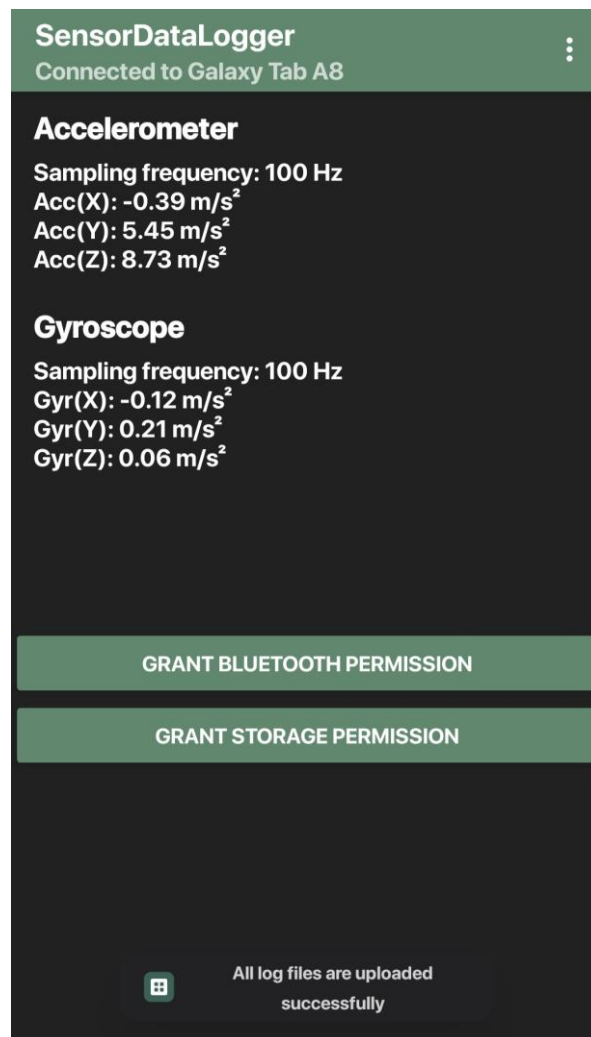 SensorDataLogger
Connected to Galaxy Tab A8
Accelerometer
Sampling frequency: 100 Hz
Acc(X): -0.39 m/s²
Acc(Y): 5.45 m/s²
Acc(Z): 8.73 m/s²
Gyroscope
Sampling frequency: 100 Hz
Gyr(X): -0.12 m/s²
Gyr(Y): 0.21 m/s²
Gyr(Z): 0.06 m/s²
GRANT BLUETOOTH PERMISSION
GRANT STORAGE PERMISSION
All log files are uploaded
successfully